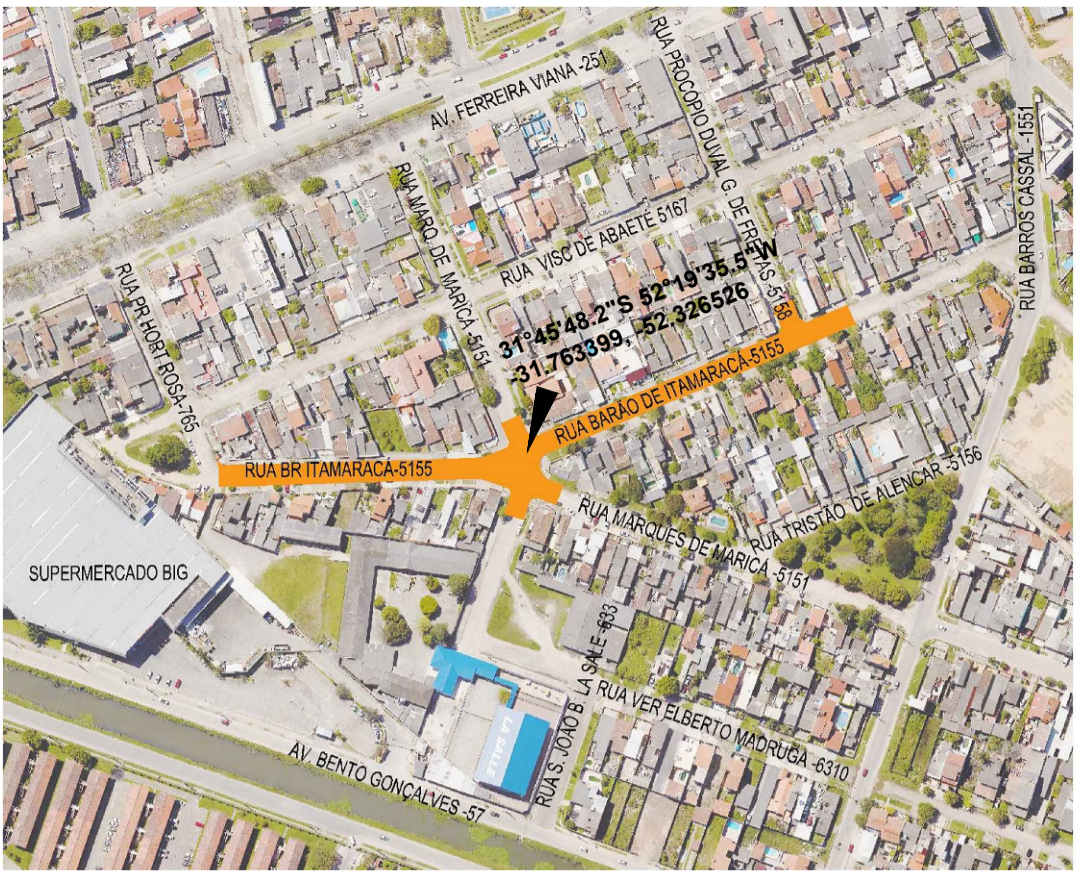 RUA PROCOPIO DUVAL G. DE FREITAS -5158
AV. FERREIRA VIANA -251
RUA BARROS CASSAL -1551
RUA MARQ. DE MARICÁ -5151
RUA VISC DE ABAETÉ 5167
RUA PR HORT ROSA-765
31°45'48.2"S 52°19'35.5"W
-31.763399, -52.326526
RUA BARÃO DE ITAMARACÁ-5155
RUA BR ITAMARACÁ-5155
RUA TRISTÃO DE ALENCAR -5156
RUA MARQUES DE MARICÁ -5151
SUPERMERCADO BIG
RUA S. JOAO B. LA SALE -633
RUA VER ELBERTO MADRUGA -6310
LA SALLE
AV. BENTO GONÇALVES -57